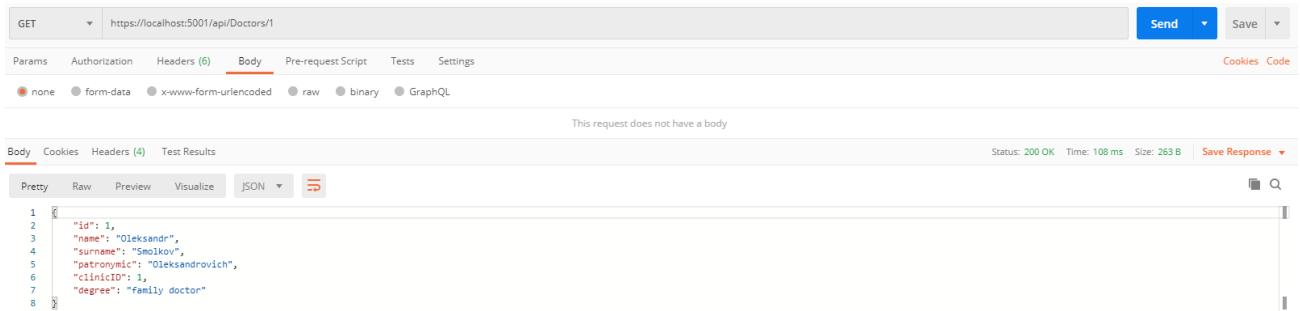 GET https://localhost:5001/api/Doctors/1 Send Save
Params Authorization Headers (6) Body Pre-request Script Tests Settings Cookies Code
none form-data x-www-form-urlencoded raw binary GraphQL
This request does not have a body
Body Cookies Headers (4) Test Results Status: 200 OK Time: 108 ms Size: 263 B Save Response
Pretty Raw Preview Visualize JSON
1 {
2 "id": 1,
3 "name": "Oleksandr",
4 "surname": "Smolkov",
5 "patronymic": "Oleksandrovich",
6 "clinicID": 1,
7 "degree": "family doctor"
8 }